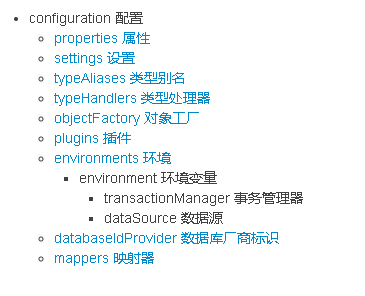 configuration 配置
properties 属性
settings 设置
typeAliases 类型别名
typeHandlers 类型处理器
objectFactory 对象工厂
plugins 插件
environments 环境
environment 环境变量
transactionManager 事务管理器
dataSource 数据源
databaseIdProvider 数据库厂商标识
mappers 映射器